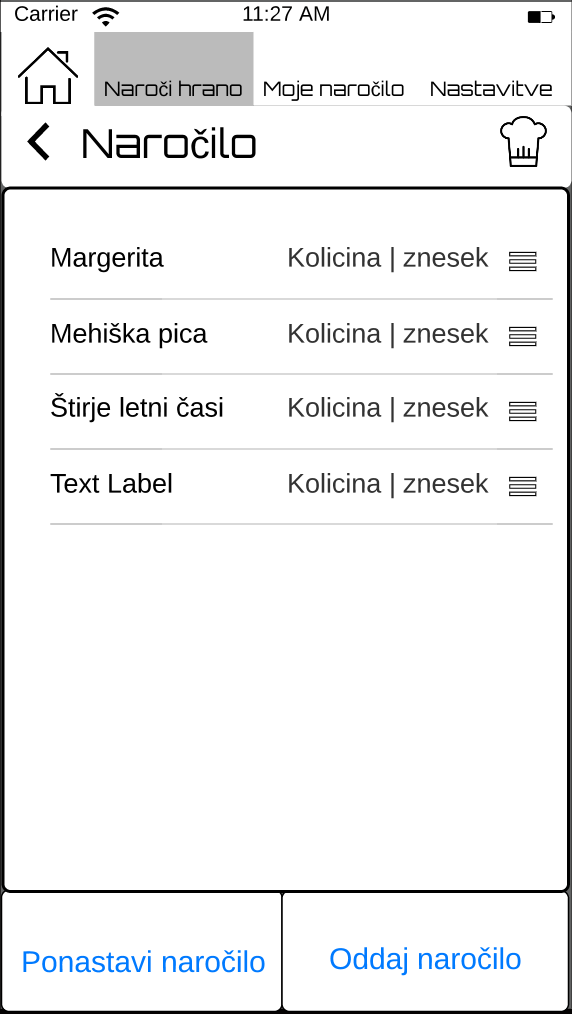 Carrier 11:27 AM
Naroči hrano Moje naročilo Nastavitve
Naročilo
Margerita Kolicina | znesek
Mehiška pica Kolicina | znesek
Štirje letni časi Kolicina | znesek
Text Label Kolicina | znesek
Ponastavi naročilo Oddaj naročilo